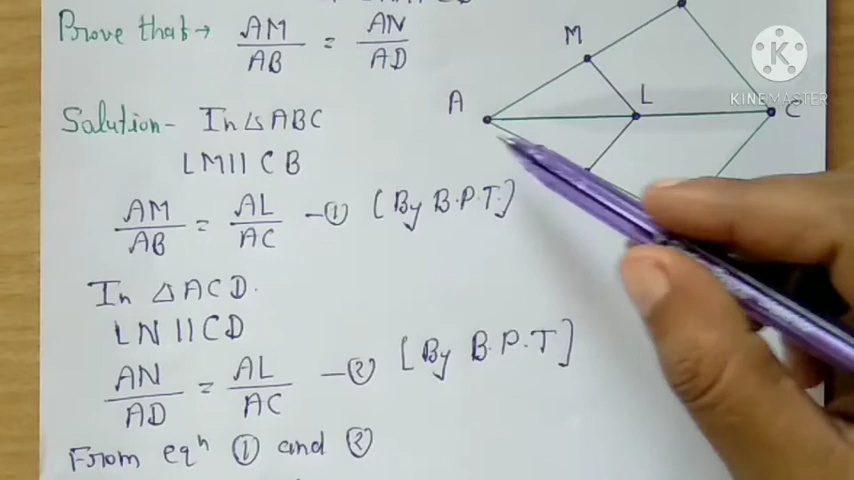 Prove that → AM/AB = AN/AD
M
A
L
C
KINEMASTER
Solution- In △ABC
LM || CB
AM/AB = AL/AC -① [By B.P.T.]
In △ACD.
LN || CD
AN/AD = AL/AC -② [By B.P.T]
From eqⁿ ① and ②